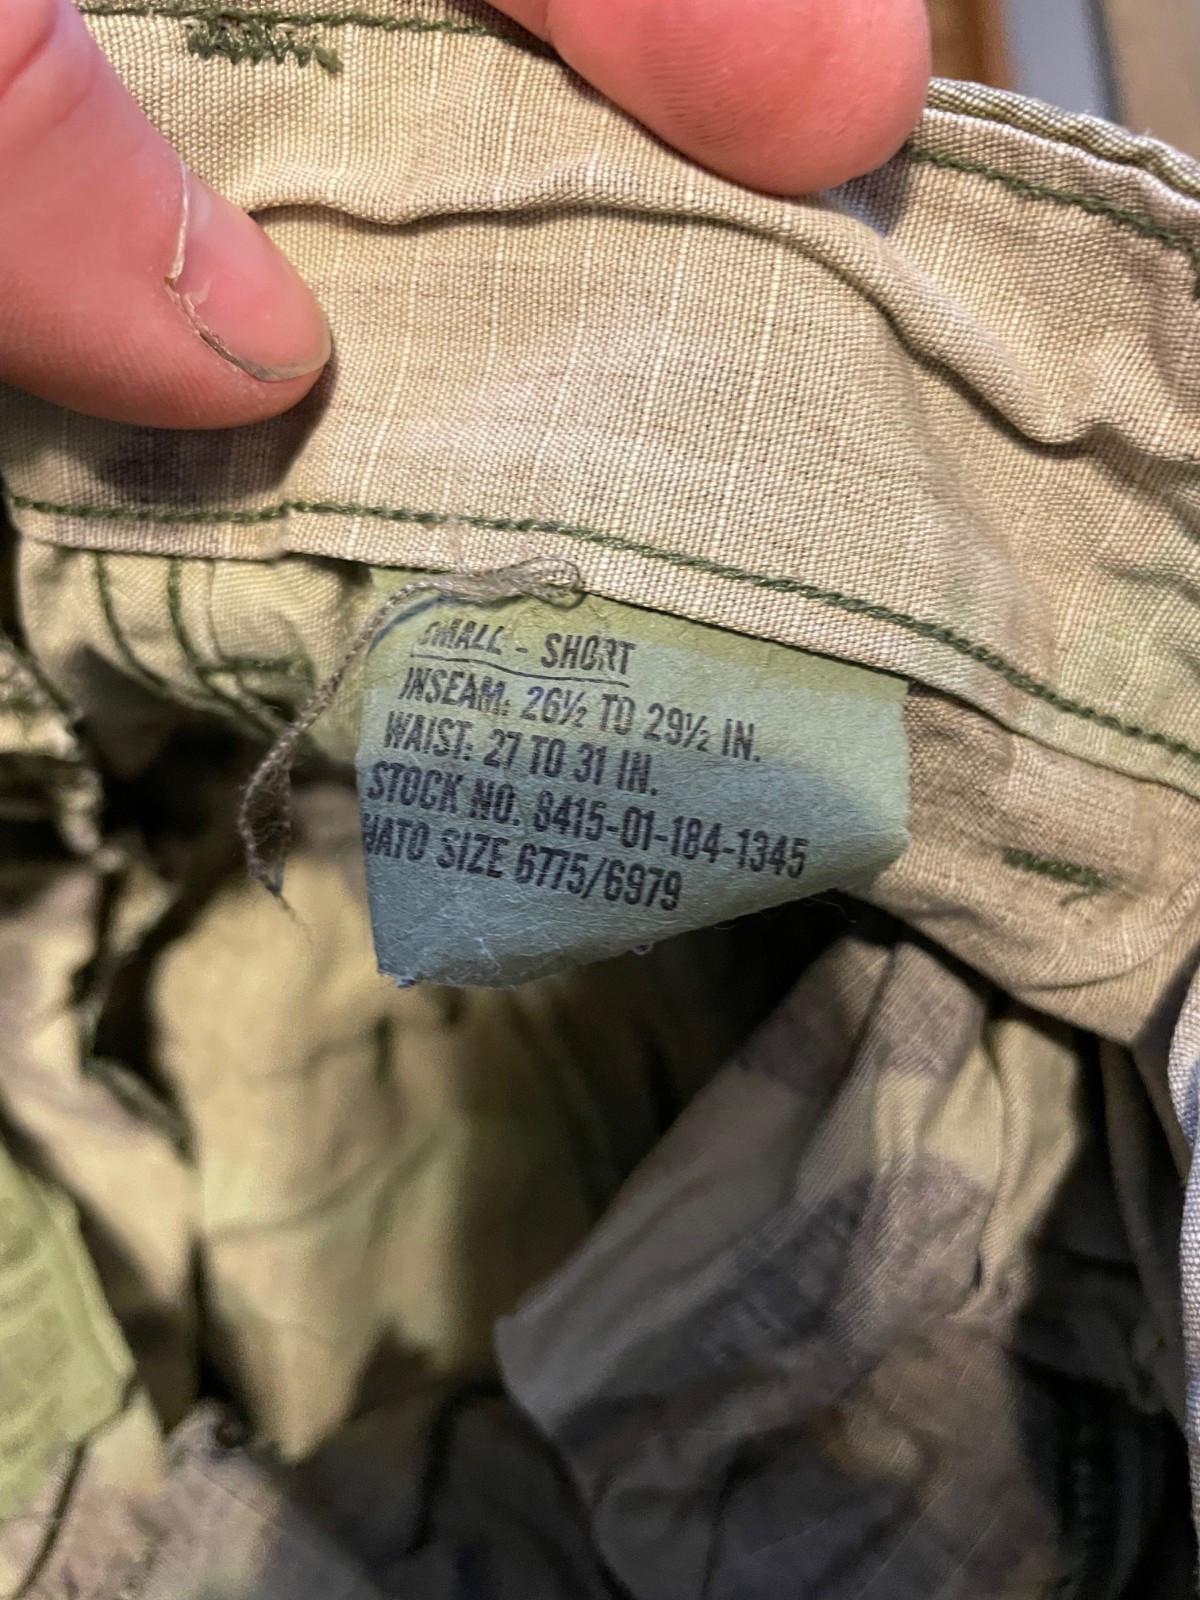 SMALL - SHORT
INSEAM: 26½ TO 29½ IN.
WAIST: 27 TO 31 IN.
STOCK NO. 8415-01-184-1345
NATO SIZE 6775/6979